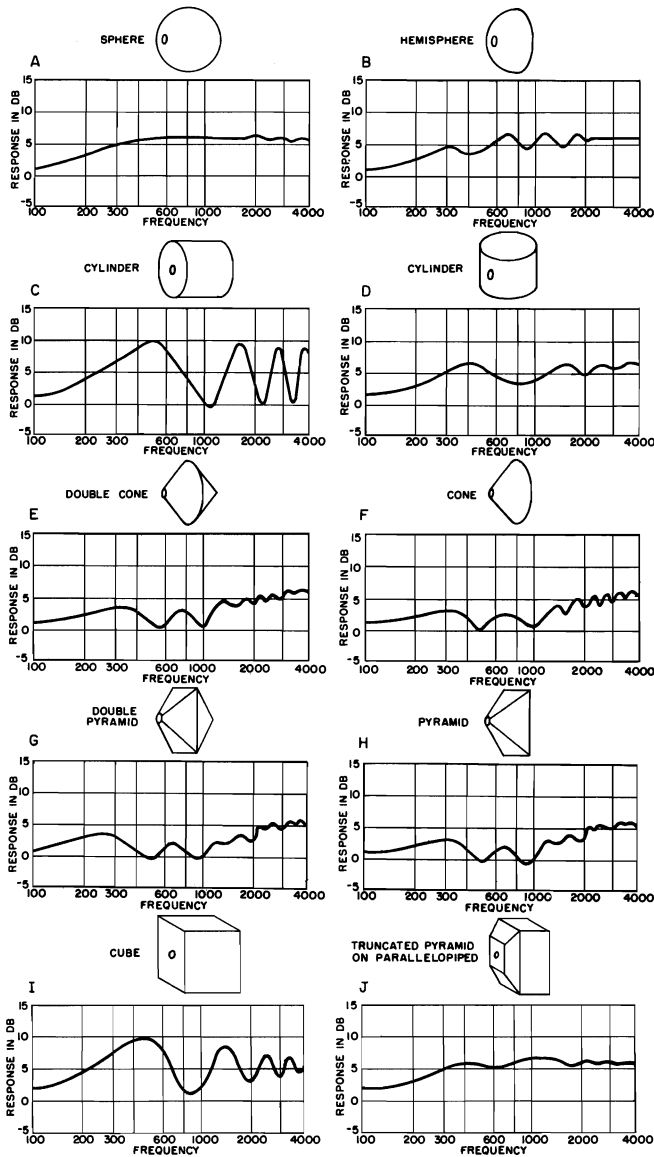 SPHERE
A
RESPONSE IN DB
15
10
5
0
-5
100 200 300 600 1000 2000 4000
FREQUENCY
HEMISPHERE
B
RESPONSE IN DB
15
10
5
0
-5
100 200 300 600 1000 2000 4000
FREQUENCY
CYLINDER
C
RESPONSE IN DB
15
10
5
0
-5
100 200 300 600 1000 2000 4000
FREQUENCY
CYLINDER
D
RESPONSE IN DB
15
10
5
0
-5
100 200 300 600 1000 2000 4000
FREQUENCY
DOUBLE CONE
E
RESPONSE IN DB
15
10
5
0
-5
100 200 300 600 1000 2000 4000
FREQUENCY
CONE
F
RESPONSE IN DB
15
10
5
0
-5
100 200 300 600 1000 2000 4000
FREQUENCY
DOUBLE
PYRAMID
G
RESPONSE IN DB
15
10
5
0
-5
100 200 300 600 1000 2000 4000
FREQUENCY
PYRAMID
H
RESPONSE IN DB
15
10
5
0
-5
100 200 300 600 1000 2000 4000
FREQUENCY
CUBE
I
RESPONSE IN DB
15
10
5
0
-5
100 200 300 600 1000 2000 4000
FREQUENCY
TRUNCATED PYRAMID
ON PARALLELOPIPED
J
RESPONSE IN DB
15
10
5
0
-5
100 200 300 600 1000 2000 4000
FREQUENCY